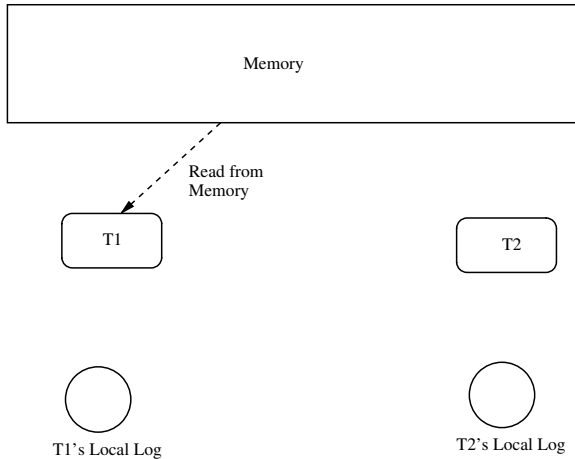 Memory
Read from
Memory
T1
T2
T1's Local Log
T2's Local Log